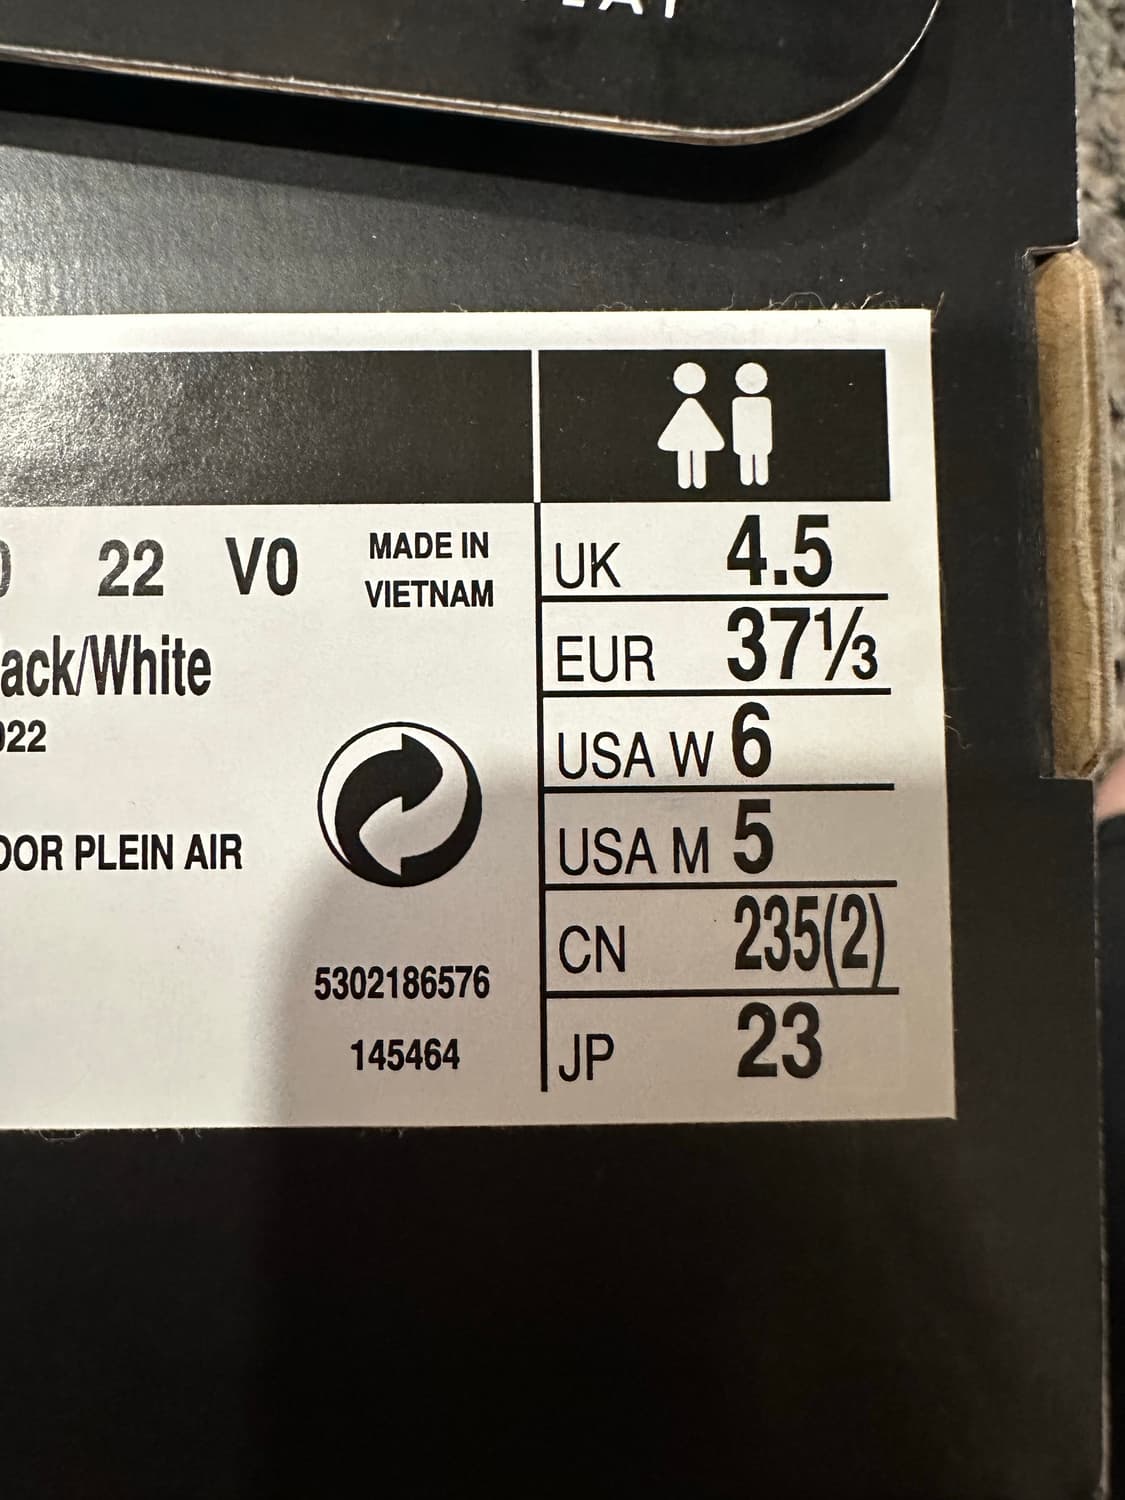 22 V0 MADE IN
VIETNAM
ack/White
022
OOR PLEIN AIR
5302186576
145464
UK 4.5
EUR 37⅓
USA W 6
USA M 5
CN 235(2)
JP 23